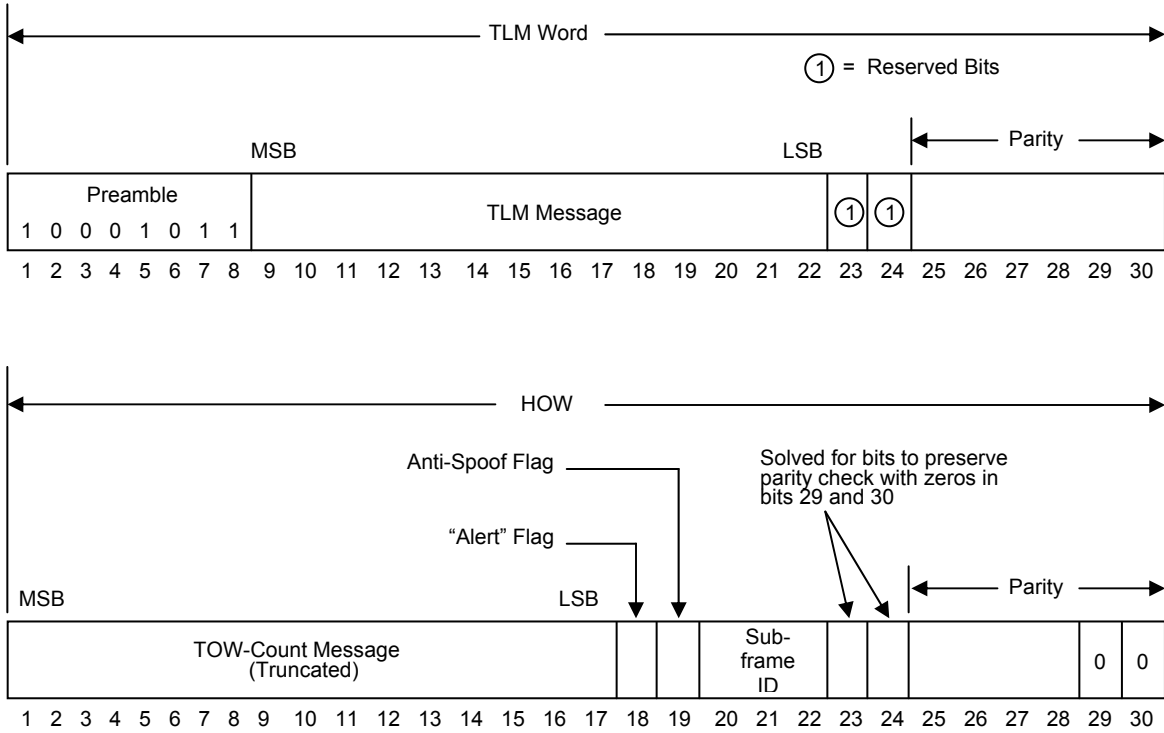 TLM Word
① = Reserved Bits
MSB LSB Parity
Preamble
1 0 0 0 1 0 1 1
TLM Message
① ①
1 2 3 4 5 6 7 8 9 10 11 12 13 14 15 16 17 18 19 20 21 22 23 24 25 26 27 28 29 30
HOW
Anti-Spoof Flag
Solved for bits to preserve
parity check with zeros in
bits 29 and 30
“Alert” Flag
MSB LSB Parity
TOW-Count Message
(Truncated)
Sub-
frame
ID
0 0
1 2 3 4 5 6 7 8 9 10 11 12 13 14 15 16 17 18 19 20 21 22 23 24 25 26 27 28 29 30